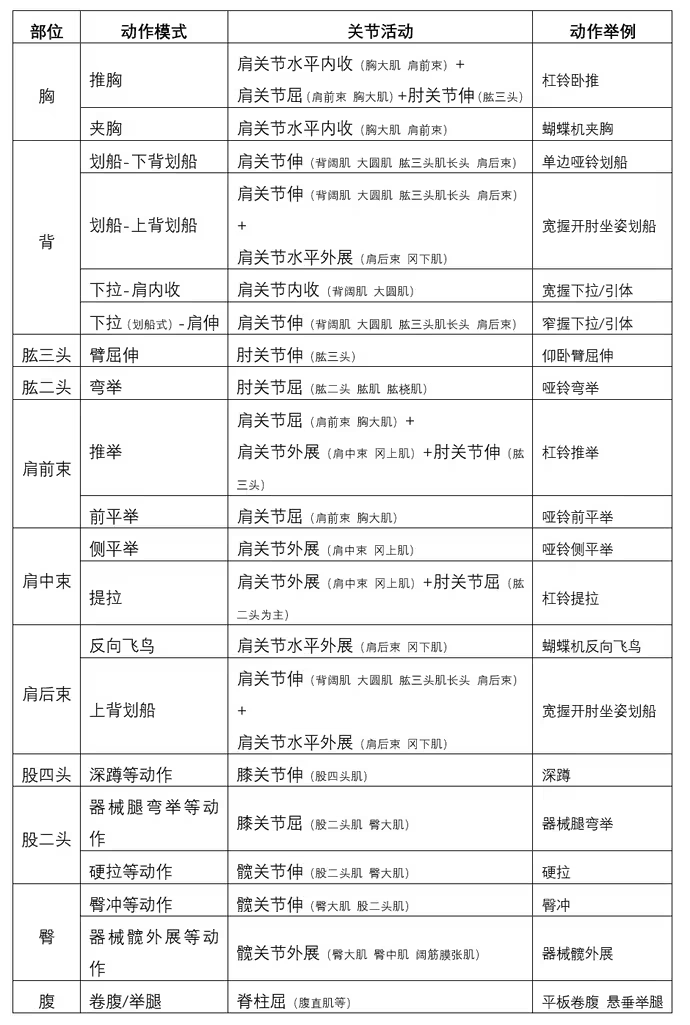 部位 动作模式 关节活动 动作举例
胸
推胸
肩关节水平内收（胸大肌 肩前束）+
肩关节屈（肩前束 胸大肌）+肘关节伸（肱三头）
杠铃卧推
夹胸 肩关节水平内收（胸大肌 肩前束） 蝴蝶机夹胸
背
划船-下背划船 肩关节伸（背阔肌 大圆肌 肱三头肌长头 肩后束） 单边哑铃划船
划船-上背划船
肩关节伸（背阔肌 大圆肌 肱三头肌长头 肩后束）
+
肩关节水平外展（肩后束 冈下肌）
宽握开肘坐姿划船
下拉-肩内收 肩关节内收（背阔肌 大圆肌） 宽握下拉/引体
下拉（划船式）-肩伸 肩关节伸（背阔肌 大圆肌 肱三头肌长头 肩后束） 窄握下拉/引体
肱三头 臂屈伸 肘关节伸（肱三头） 仰卧臂屈伸
肱二头 弯举 肘关节屈（肱二头 肱肌 肱桡肌） 哑铃弯举
肩前束
推举
肩关节屈（肩前束 胸大肌）+
肩关节外展（肩中束 冈上肌）+肘关节伸（肱
三头）
杠铃推举
前平举 肩关节屈（肩前束 胸大肌） 哑铃前平举
肩中束
侧平举 肩关节外展（肩中束 冈上肌） 哑铃侧平举
提拉
肩关节外展（肩中束 冈上肌）+肘关节屈（肱
二头为主）
杠铃提拉
肩后束
反向飞鸟 肩关节水平外展（肩后束 冈下肌） 蝴蝶机反向飞鸟
上背划船
肩关节伸（背阔肌 大圆肌 肱三头肌长头 肩后束）
+
肩关节水平外展（肩后束 冈下肌）
宽握开肘坐姿划船
股四头 深蹲等动作 膝关节伸（股四头肌） 深蹲
股二头
器械腿弯举等动
作
膝关节屈（股二头肌 臀大肌）
器械腿弯举
硬拉等动作 髋关节伸（股二头肌 臀大肌） 硬拉
臀
臀冲等动作 髋关节伸（臀大肌 股二头肌） 臀冲
器械髋外展等动
作
髋关节外展（臀大肌 臀中肌 阔筋膜张肌）
器械髋外展
腹 卷腹/举腿 脊柱屈（腹直肌等） 平板卷腹 悬垂举腿